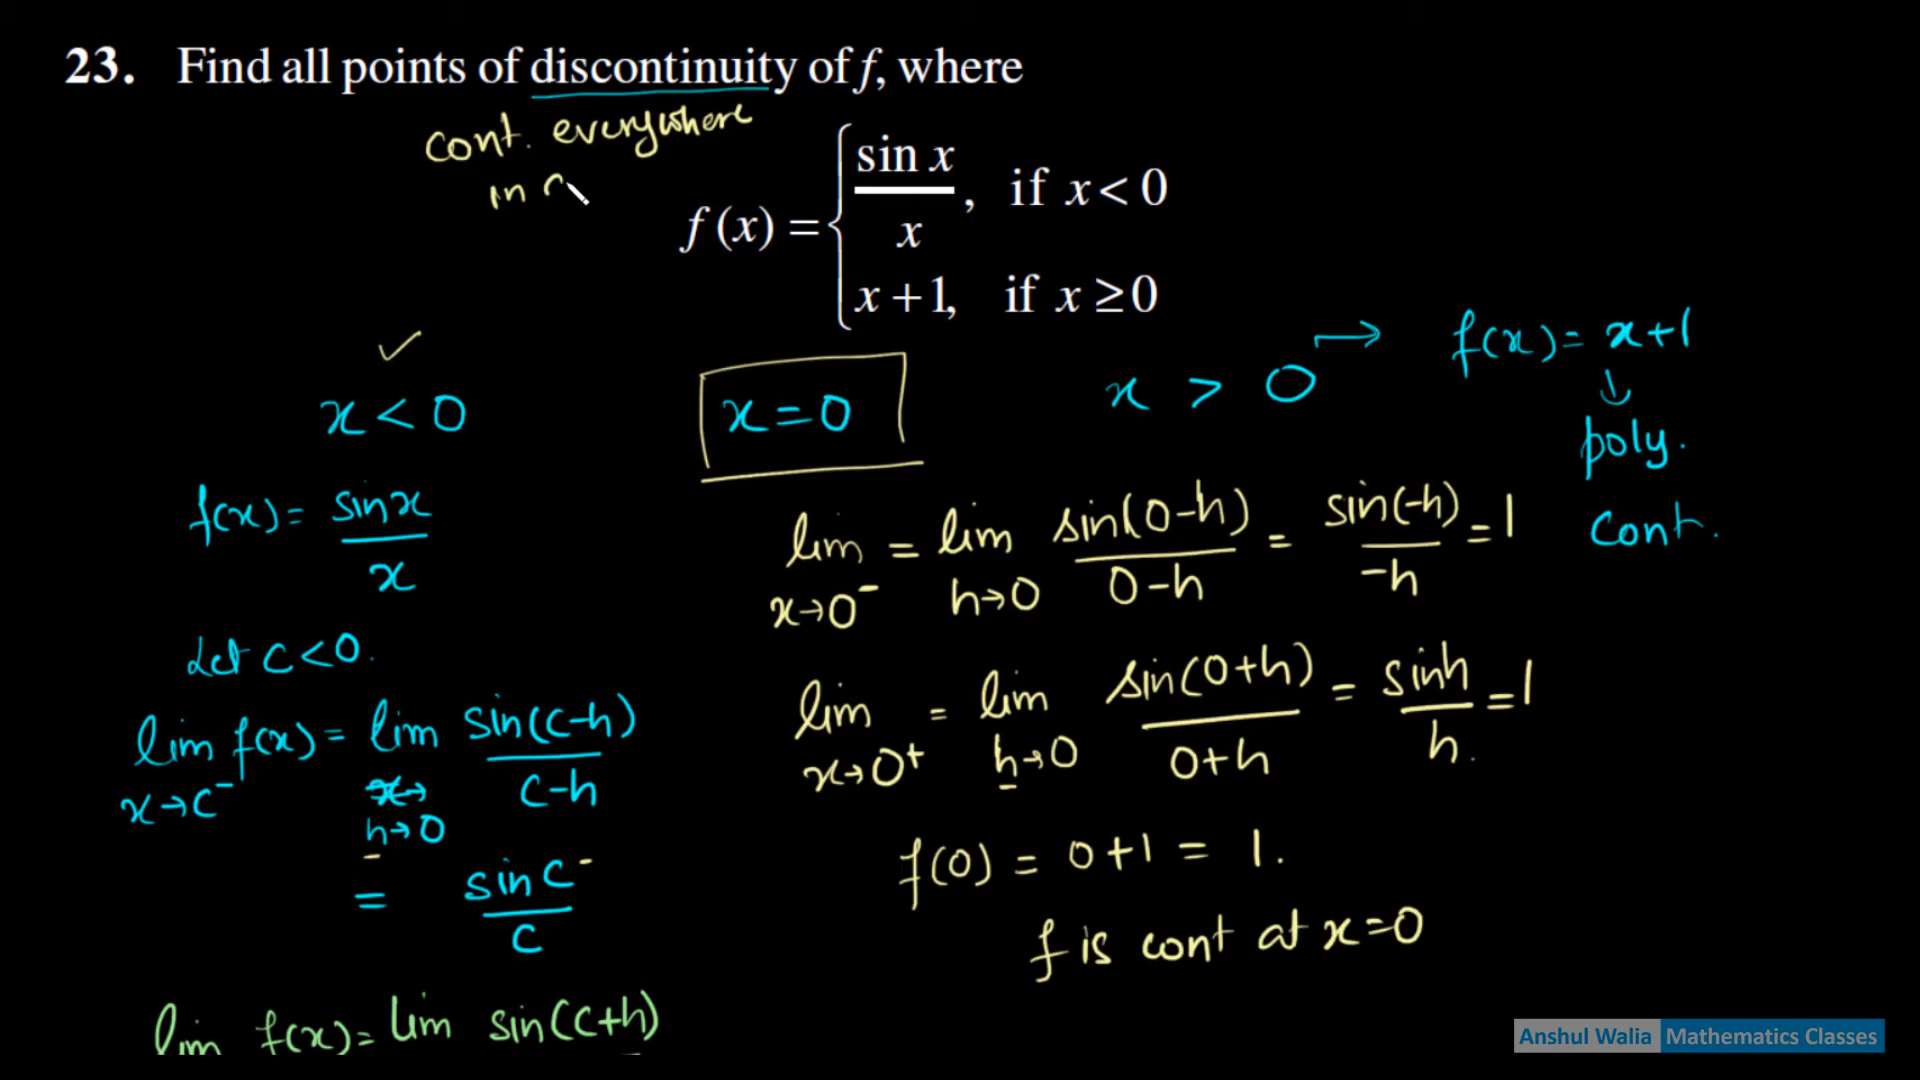 23. Find all points of discontinuity of f, where
cont. everywhere
in
f(x) = { sin x / x, if x < 0
x + 1, if x ≥ 0
✓
x < 0
f(x) = sinx / x
Let c < 0.
lim x→c⁻ f(x) = lim h→0 sin(c-h) / c-h
= sin c / c
lim f(x) = lim sin(c+h)
x = 0
lim x→0⁻ = lim h→0 sin(0-h) / 0-h = sin(-h) / -h = 1
lim x→0+ = lim h→0 sin(0+h) / 0+h = sinh / h. = 1
f(0) = 0+1 = 1.
f is cont at x=0
x > 0 → f(x) = x+1
↓
poly.
cont.
Anshul Walia Mathematics Classes